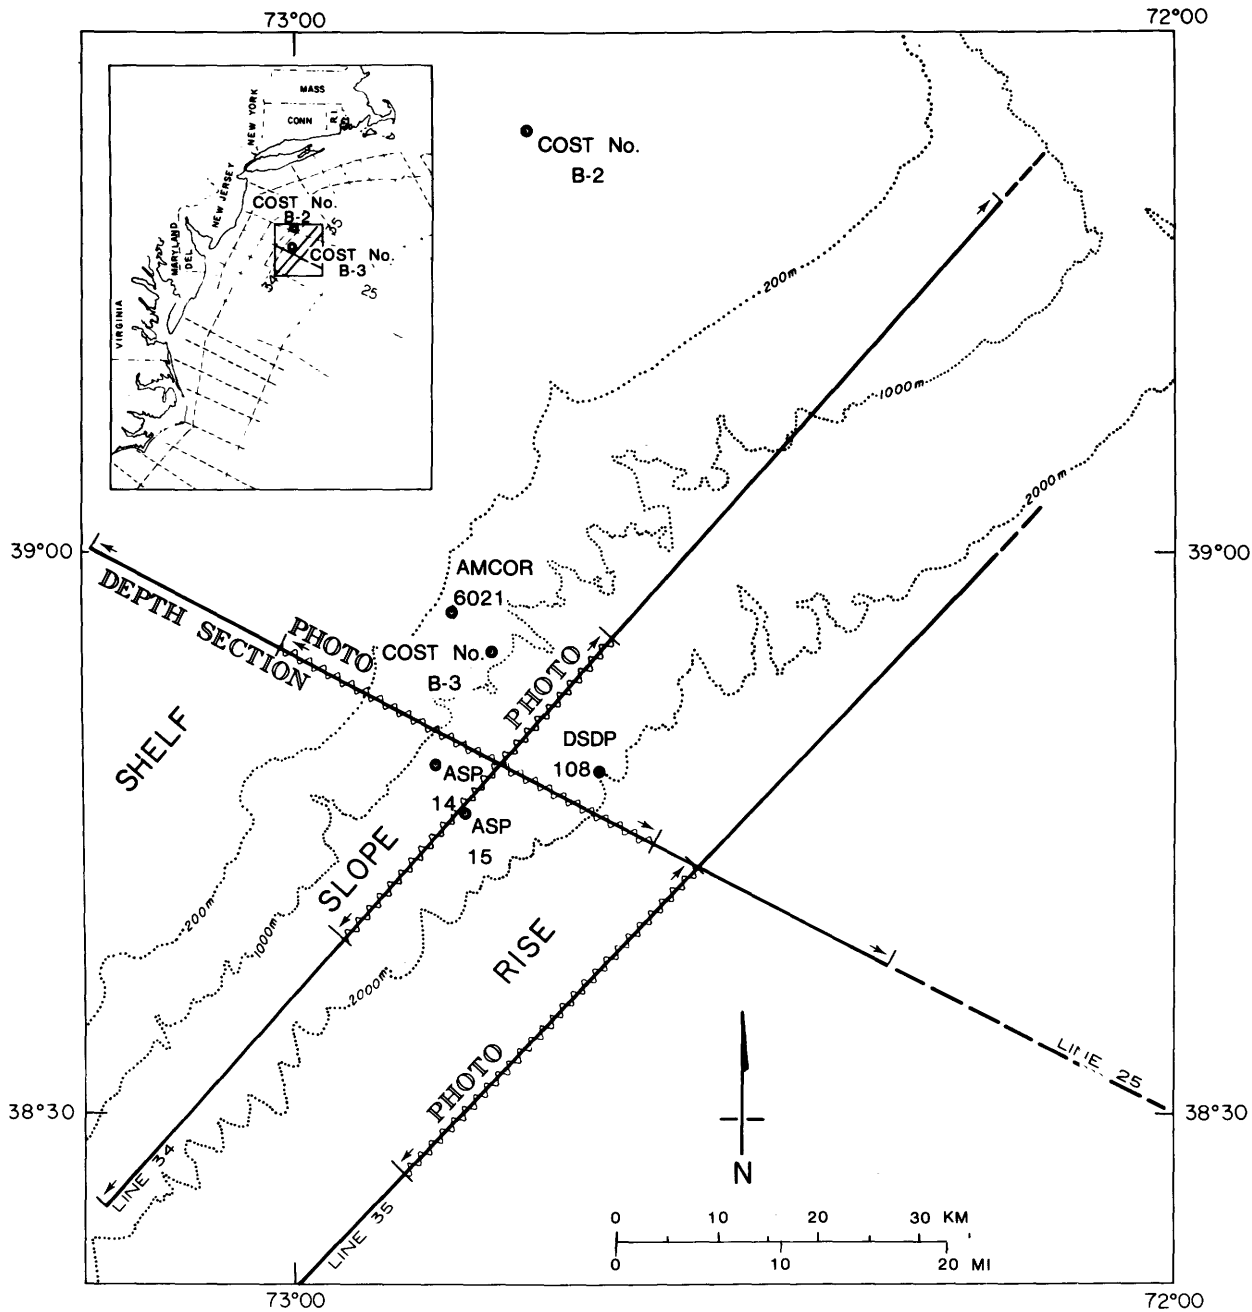 73°00
72°00
MASS
CONN
R.I.
NEW YORK
NEW JERSEY
MARYLAND
DEL
VIRGINIA
COST No.
B-2
35
COST No.
B-3
34
25
COST No.
B-2
200m
1000m
2000m
39°00
39°00
AMCOR
6021
DEPTH SECTION
PHOTO
COST No.
B-3
PHOTO
SHELF
DSDP
108
ASP
14
ASP
15
SLOPE
RISE
200m
1000m
2000m
PHOTO
LINE 25
38°30
38°30
LINE 34
LINE 35
N
0 10 20 30 KM
0 10 20 MI
73°00
72°00